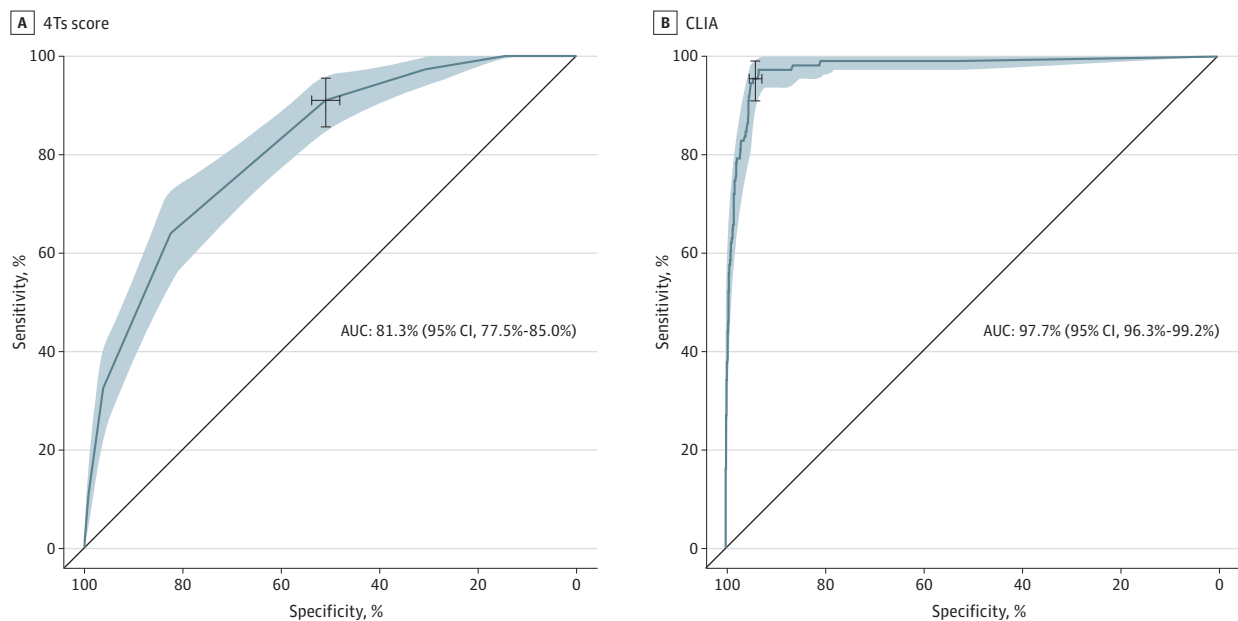 A 4Ts score
100
80
60
40
20
0
Sensitivity, %
AUC: 81.3% (95% CI, 77.5%-85.0%)
100 80 60 40 20 0
Specificity, %
B CLIA
100
80
60
40
20
0
Sensitivity, %
AUC: 97.7% (95% CI, 96.3%-99.2%)
100 80 60 40 20 0
Specificity, %